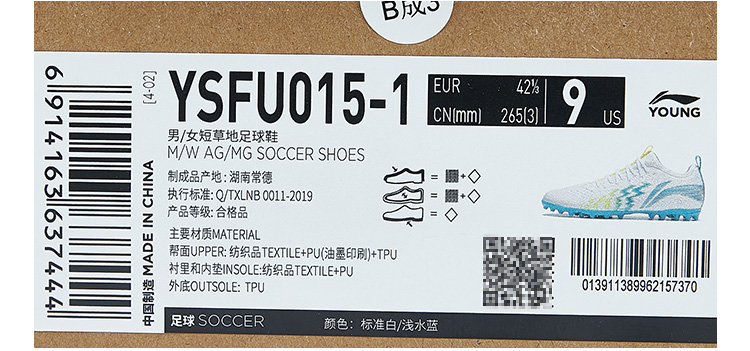 B成3
6914163637444
中国制造 MADE IN CHINA
[4-02]
YSFU015-1
EUR 42⅓
CN(mm) 265(3)
9 US
YOUNG
男/女短草地足球鞋
M/W AG/MG SOCCER SHOES
制成品产地: 湖南常德
执行标准: Q/TXLNB 0011-2019
产品等级: 合格品
主要材质MATERIAL
帮面UPPER: 纺织品TEXTILE+PU(油墨印刷)+TPU
衬里和内垫INSOLE:纺织品TEXTILE+PU
外底OUTSOLE: TPU
013911389962157370
足球 SOCCER
颜色: 标准白/浅水蓝